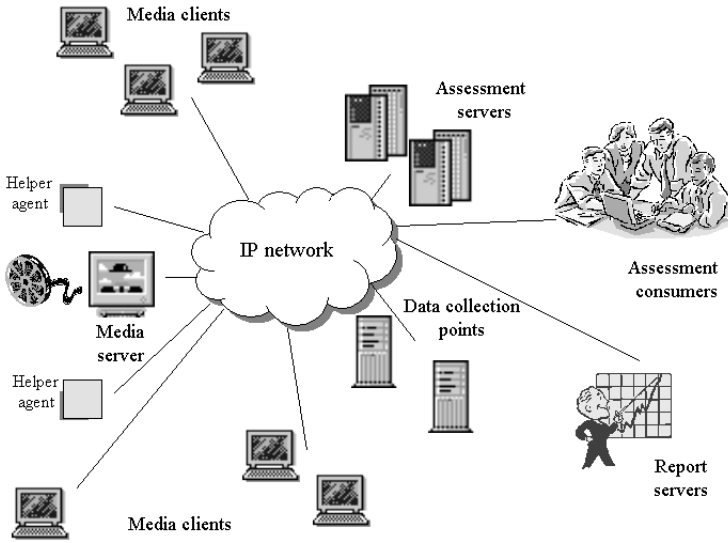 Media clients
Assessment
servers
Helper
agent
IP network
Assessment
consumers
Media
server
Data collection
points
Helper
agent
Report
servers
Media clients